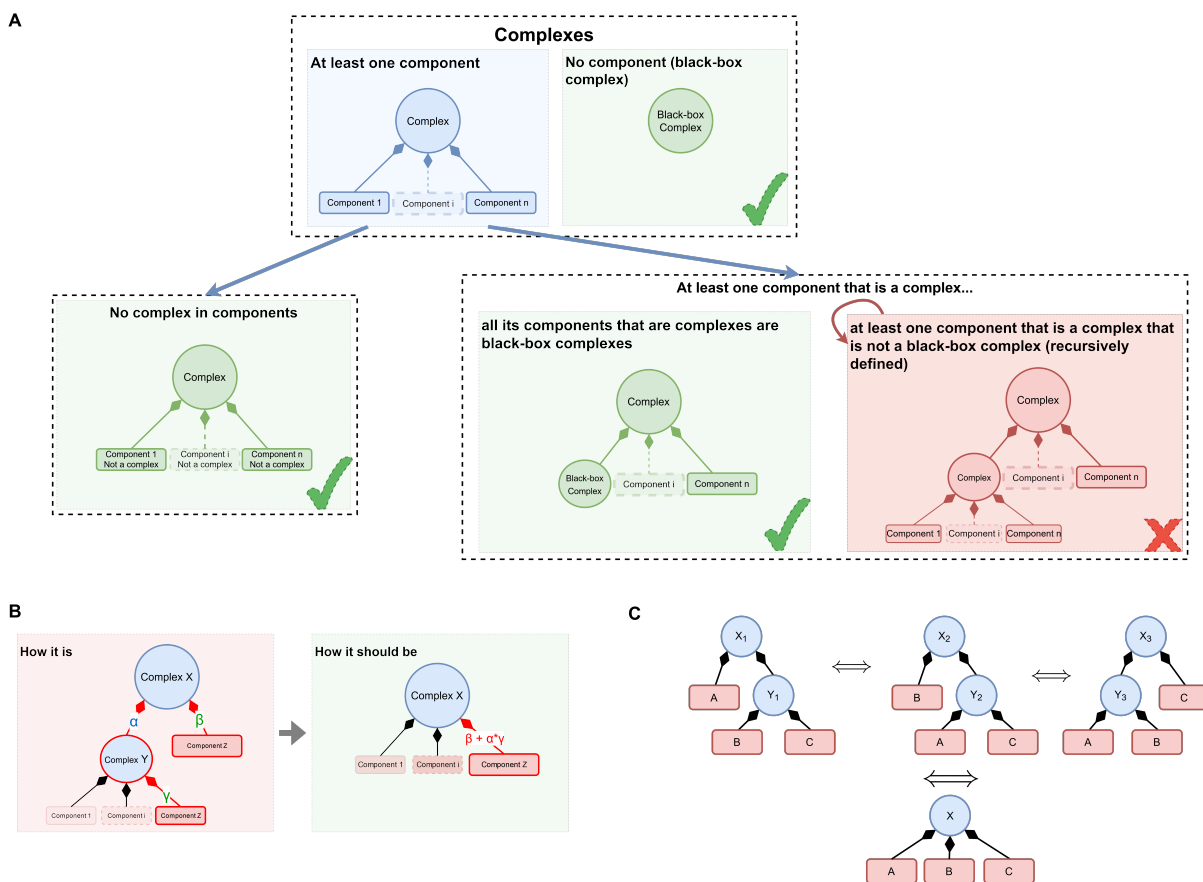 A
Complexes
At least one component
No component (black-box
complex)
Complex
Black-box
Complex
Component 1
Component i
Component n
No complex in components
Complex
Component 1
Not a complex
Component i
Not a complex
Component n
Not a complex
At least one component that is a complex...
all its components that are complexes are
black-box complexes
Complex
Black-box
Complex
Component i
Component n
at least one component that is a complex that
is not a black-box complex (recursively
defined)
Complex
Complex
Component i
Component n
Component 1
Component i
Component n
B
How it is
Complex X
α
β
Component Z
Complex Y
γ
Component 1
Component i
Component Z
How it should be
Complex X
β + α*γ
Component 1
Component i
Component Z
C
X₁
A
Y₁
B
C
⟺
X₂
B
Y₂
A
C
⟺
X₃
Y₃
C
A
B
⟺
X
A
B
C